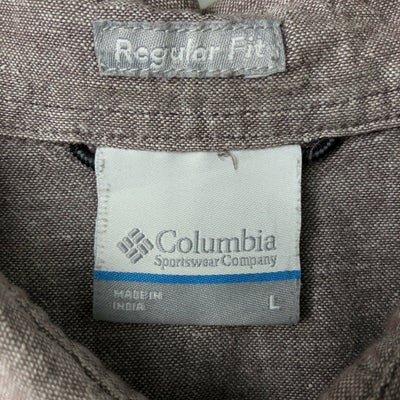 Regular Fit
Columbia
Sportswear Company
MADE IN
INDIA
L